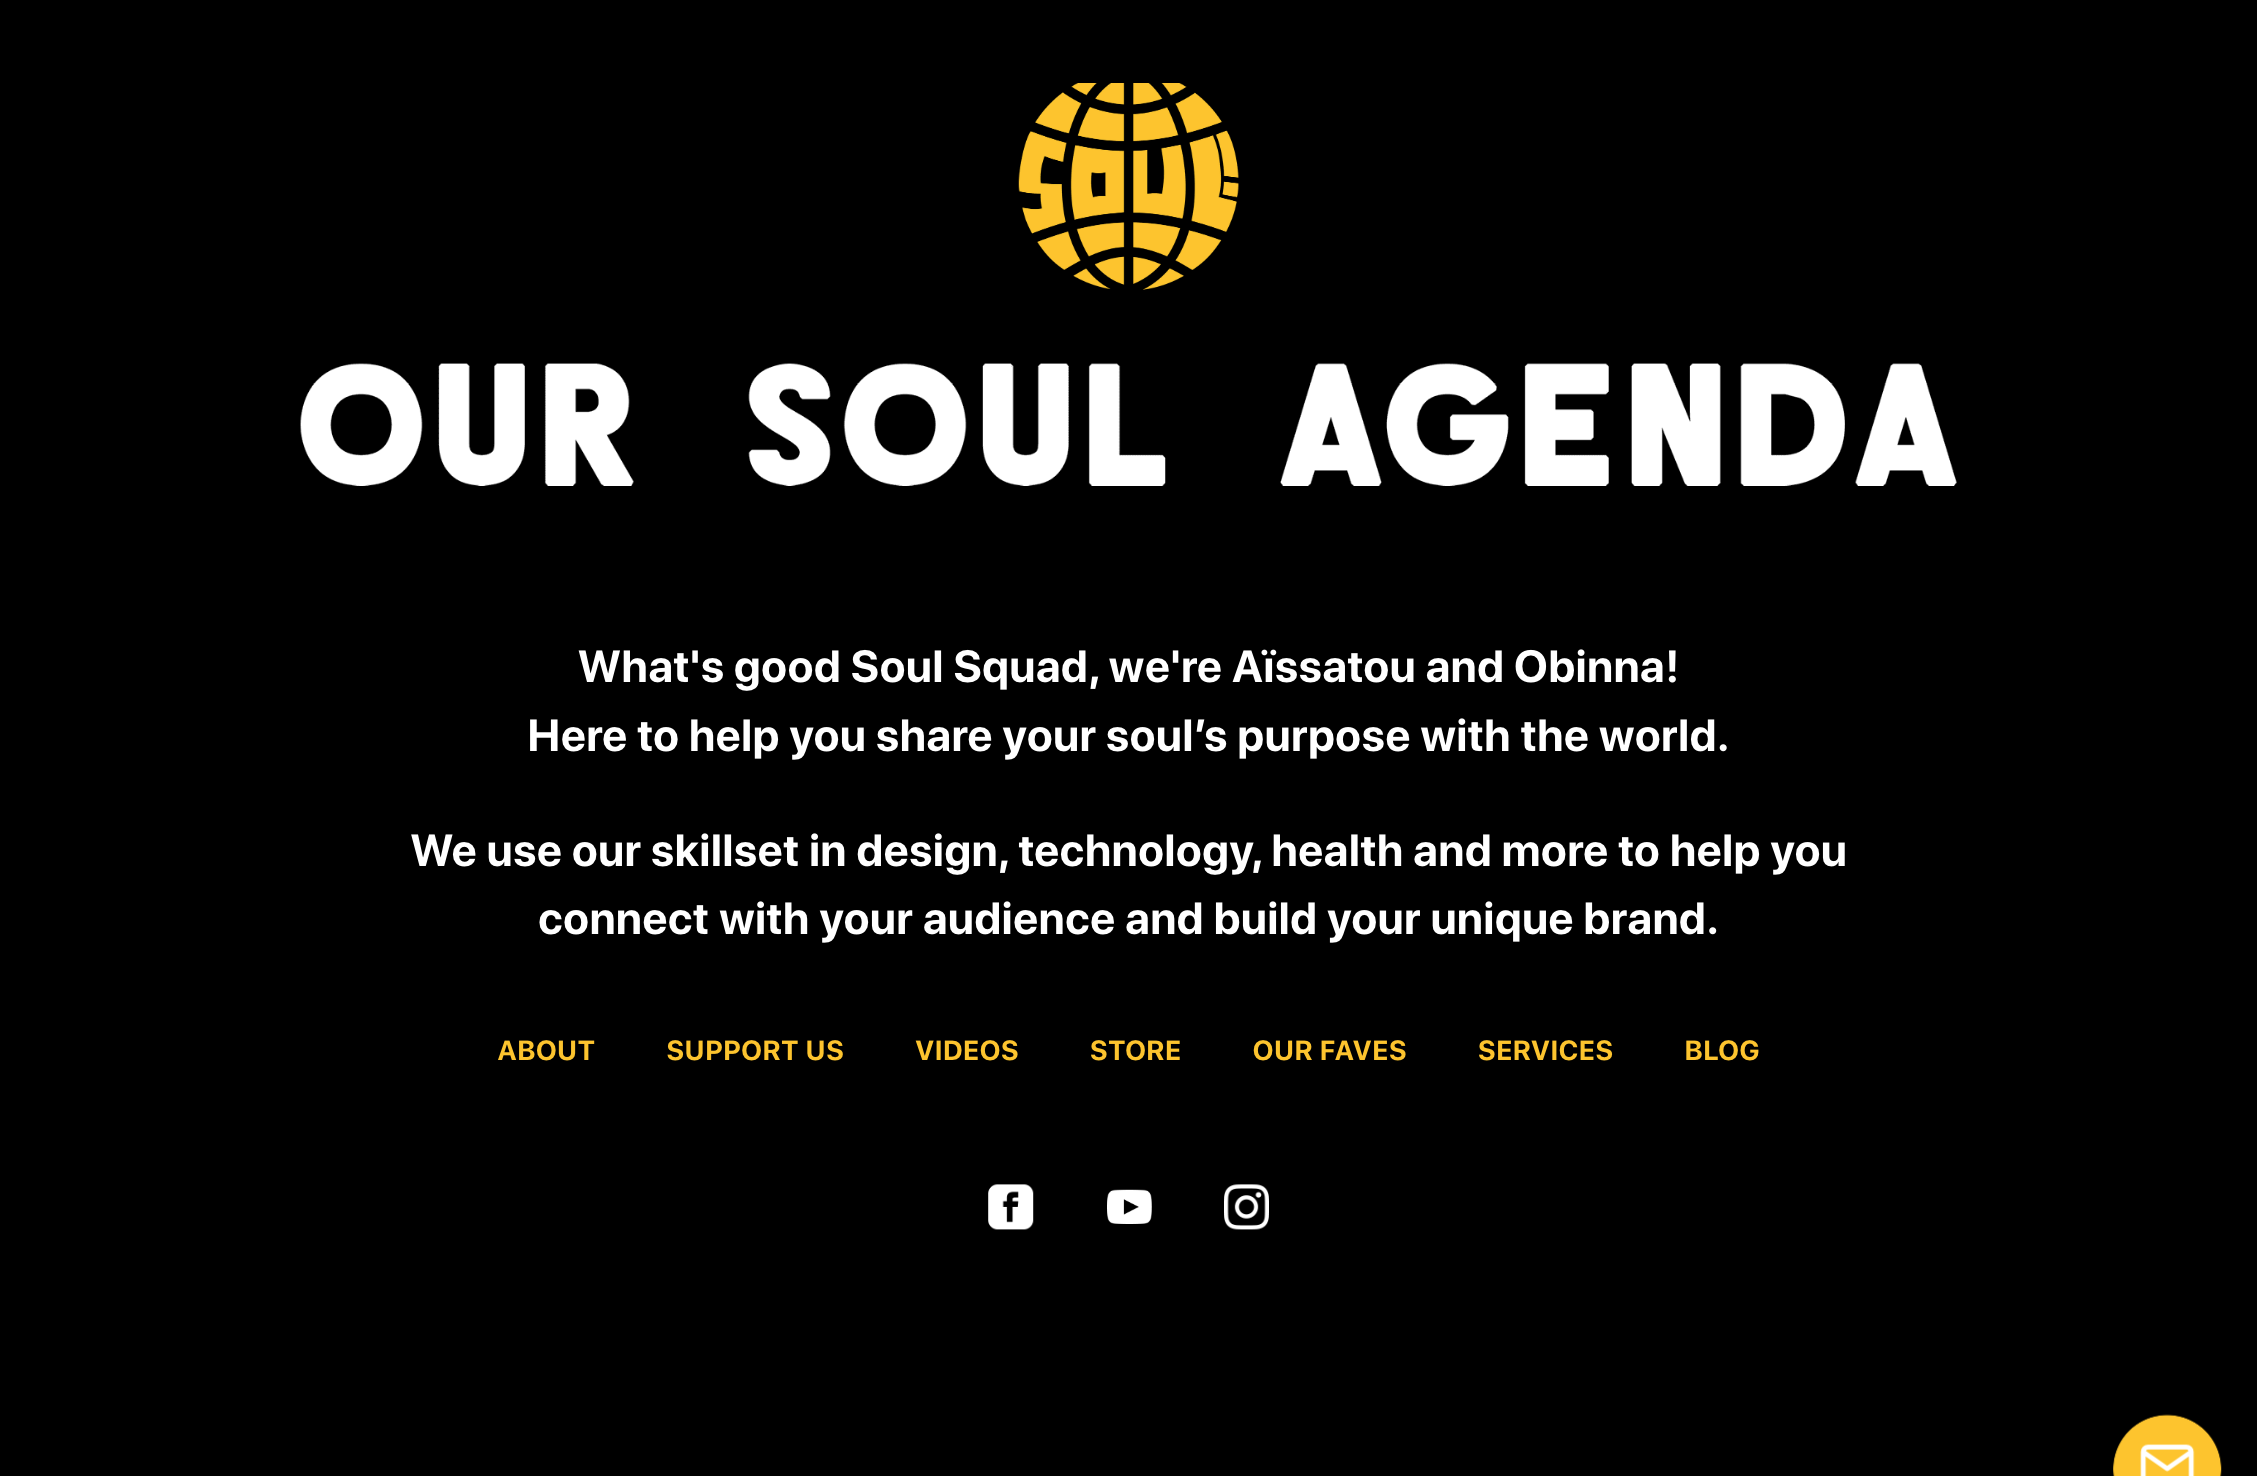 SOUL
OUR SOUL AGENDA
What's good Soul Squad, we're Aïssatou and Obinna!
Here to help you share your soul’s purpose with the world.
We use our skillset in design, technology, health and more to help you
connect with your audience and build your unique brand.
ABOUT SUPPORT US VIDEOS STORE OUR FAVES SERVICES BLOG